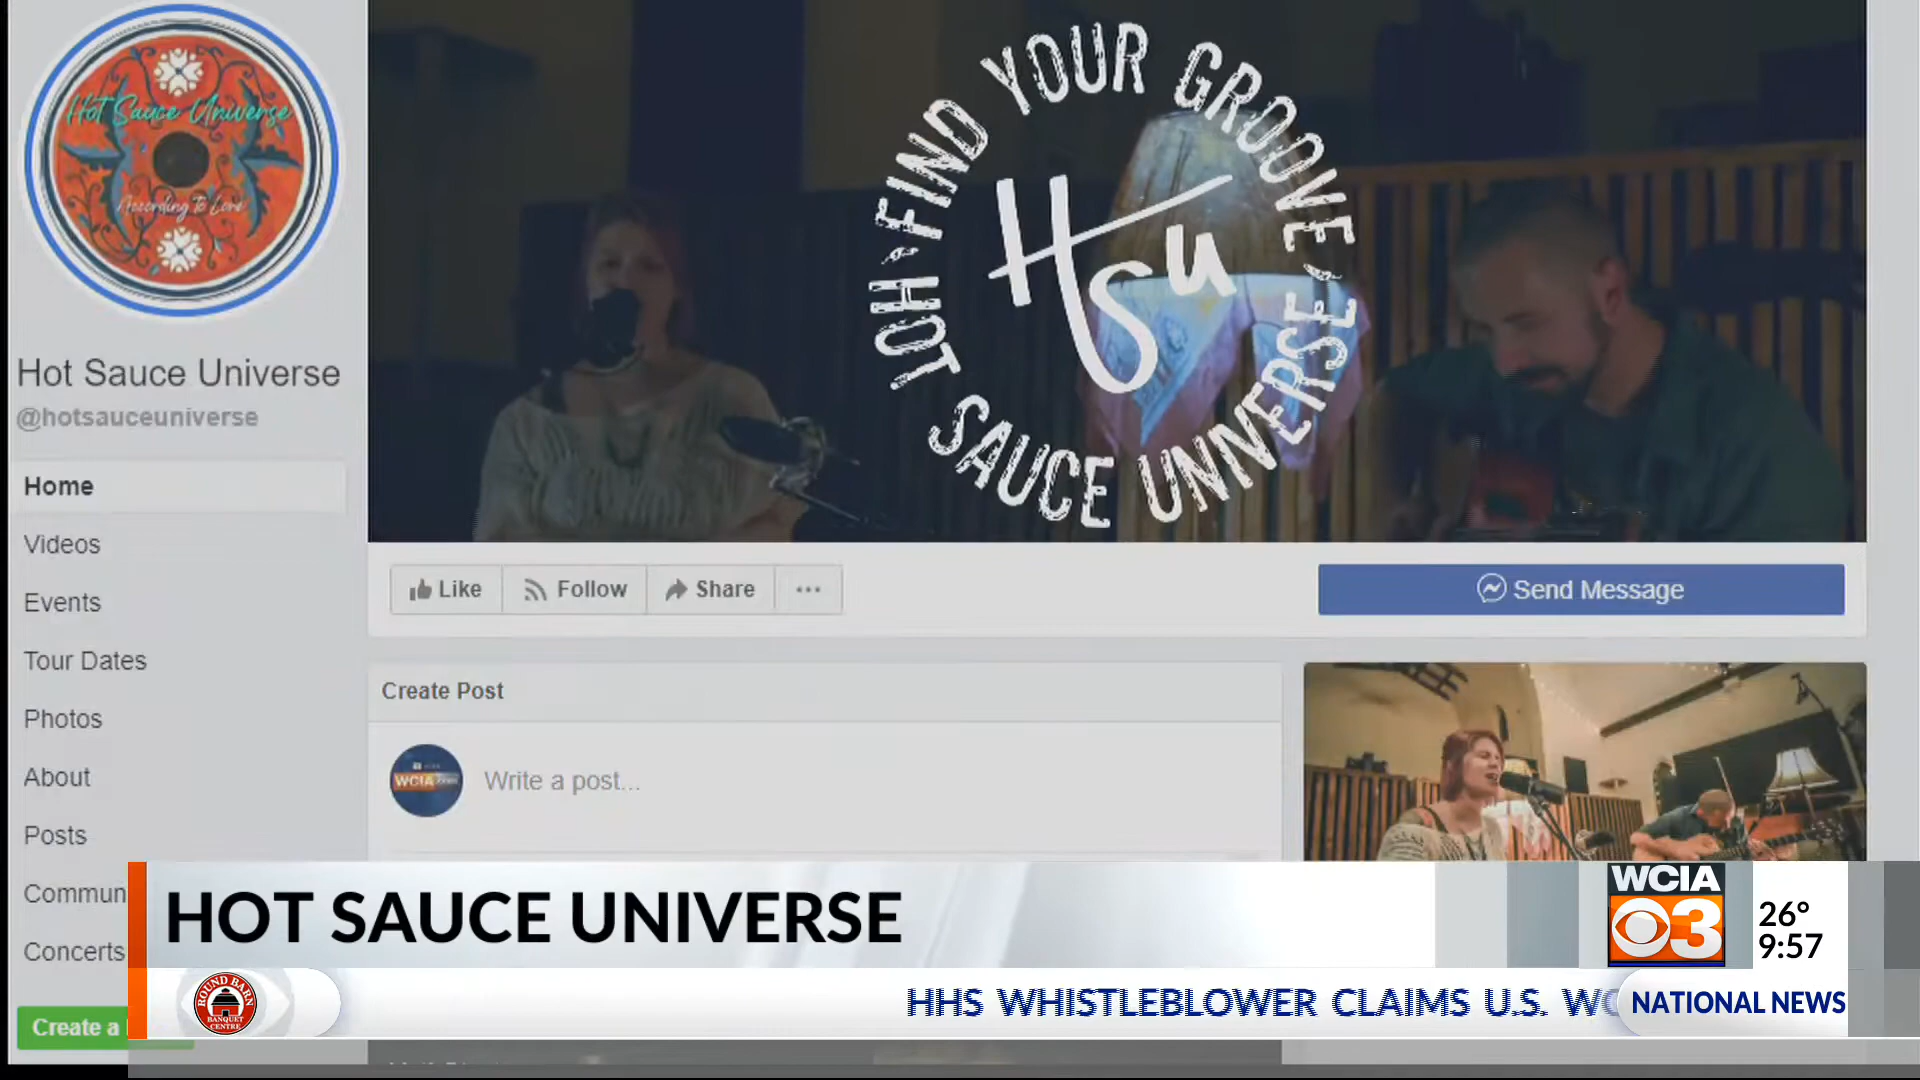 Hot Sauce Universe
According to Lore
FIND YOUR GROOVE
HOT SAUCE UNIVERSE
Hsu
Hot Sauce Universe
@hotsauceuniverse
Home
Videos
Events
Tour Dates
Photos
About
Posts
Commun
Concerts
Create a
Like
Follow
Share
...
Send Message
Create Post
WCIA
Write a post...
HOT SAUCE UNIVERSE
WCIA
3
26°
9:57
ROUND BARN
BANQUET
CENTRE
HHS WHISTLEBLOWER CLAIMS U.S. WO
NATIONAL NEWS